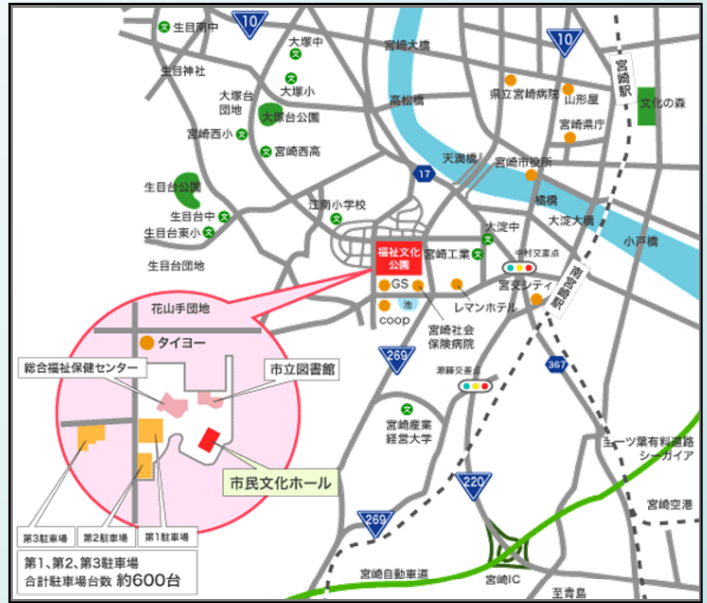 生目南中
10
大塚中
宮崎大橋
10
宮崎駅
生目神社
大塚小
県立宮崎病院
山形屋
大塚台
団地
高松橋
文化の森
大塚台公園
宮崎県庁
宮崎西小
宮崎西高
天満橋
宮崎市役所
17
生目台公園
江南小学校
橘橋
生目台中
大淀中
大淀大橋
生目台東小
小戸橋
福祉文化
公園
宮崎工業
中村交差点
生目台団地
南宮崎駅
GS
池
レマンホテル
宮交シティ
花山手団地
coop
宮崎社会
保険病院
タイヨー
269
源藤交差点
367
総合福祉保健センター
市立図書館
宮崎産業
経営大学
至一ツ葉有料道路
シーガイア
市民文化ホール
220
宮崎空港
第3駐車場
第2駐車場
第1駐車場
269
第1、第2、第3駐車場
合計駐車場台数 約600台
宮崎自動車道
宮崎IC
至青島